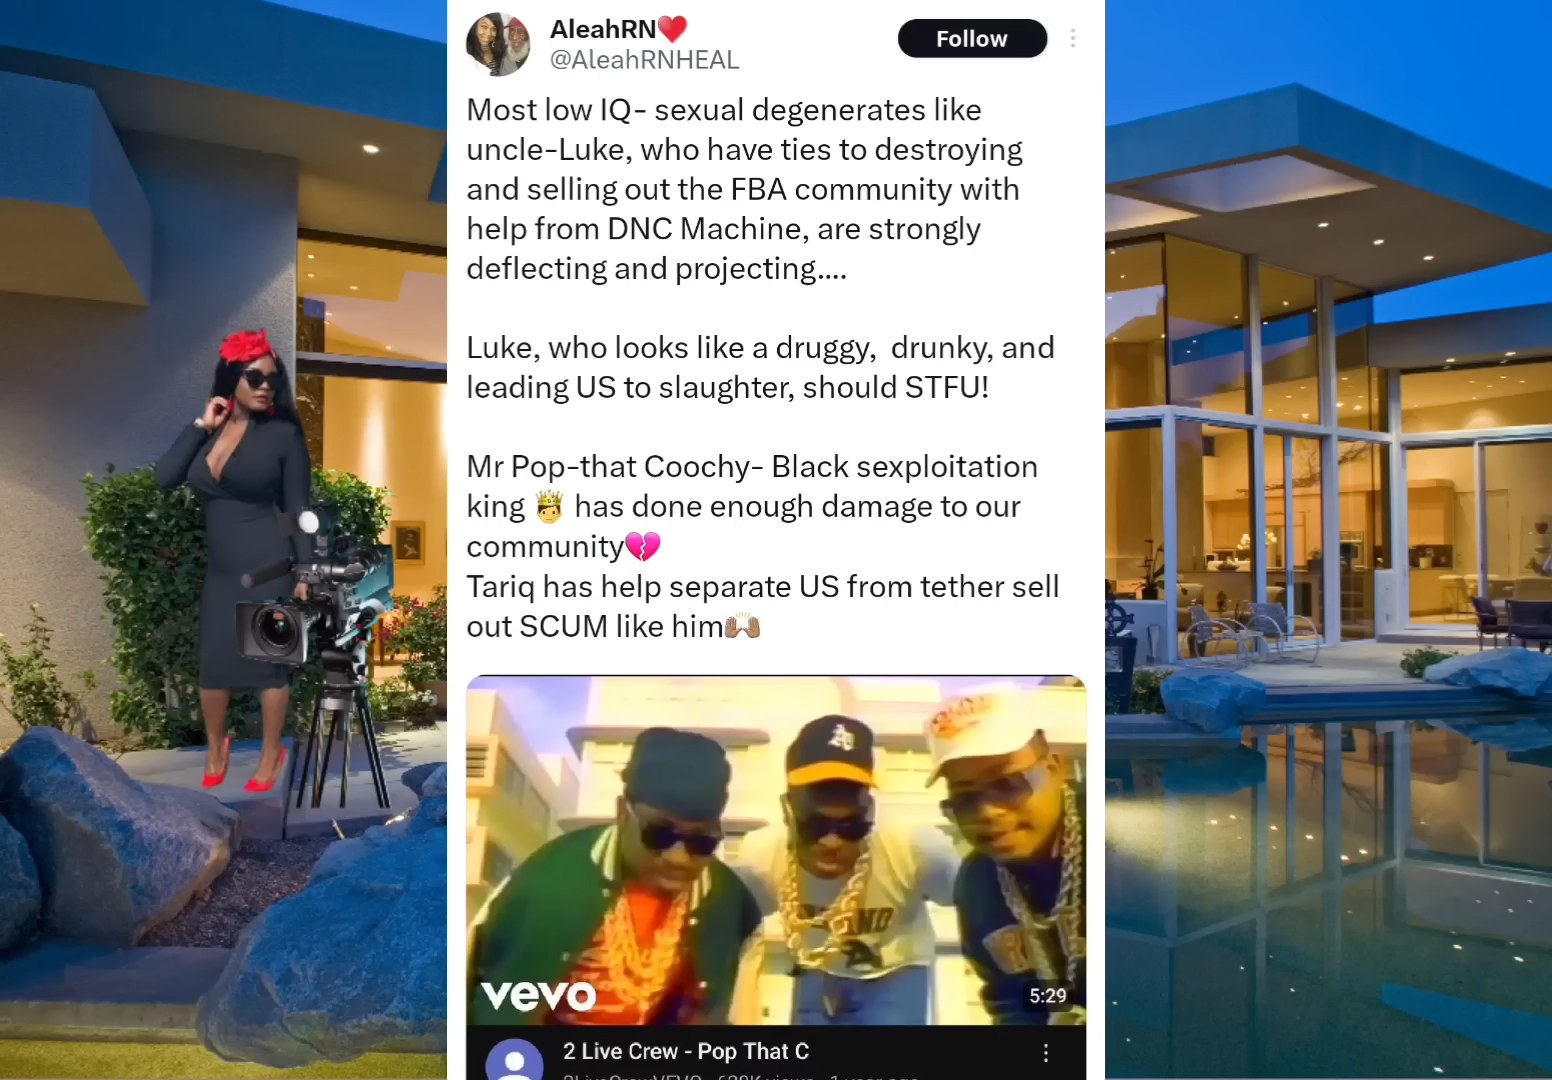 AleahRN❤️
@AleahRNHEAL
Follow
Most low IQ- sexual degenerates like
uncle-Luke, who have ties to destroying
and selling out the FBA community with
help from DNC Machine, are strongly
deflecting and projecting....
Luke, who looks like a druggy,  drunky, and
leading US to slaughter, should STFU!
Mr Pop-that Coochy- Black sexploitation
king 🤴 has done enough damage to our
community💔
Tariq has help separate US from tether sell
out SCUM like him🙌🏽
vevo
5:29
2 Live Crew - Pop That C